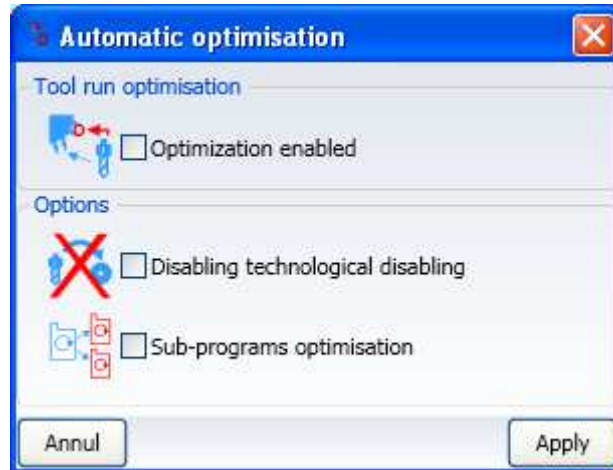 Automatic optimisation
Tool run optimisation
Optimization enabled
Options
Disabling technological disabling
Sub-programs optimisation
Annul
Apply